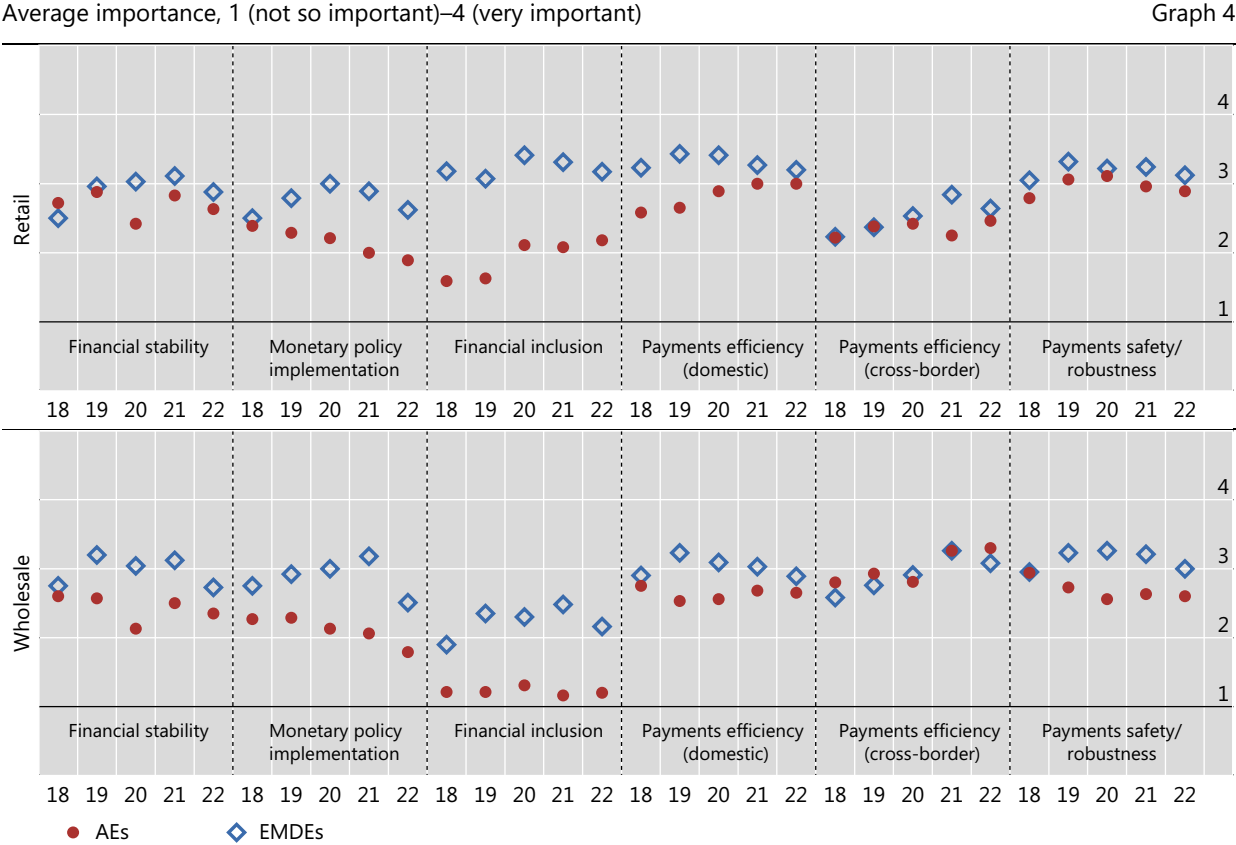 Average importance, 1 (not so important)–4 (very important) Graph 4
Retail
4
3
2
1
Financial stability Monetary policy Financial inclusion Payments efficiency Payments efficiency Payments safety/
implementation (domestic) (cross-border) robustness
18 19 20 21 22 18 19 20 21 22 18 19 20 21 22 18 19 20 21 22 18 19 20 21 22 18 19 20 21 22
Wholesale
4
3
2
1
Financial stability Monetary policy Financial inclusion Payments efficiency Payments efficiency Payments safety/
implementation (domestic) (cross-border) robustness
18 19 20 21 22 18 19 20 21 22 18 19 20 21 22 18 19 20 21 22 18 19 20 21 22 18 19 20 21 22
AEs EMDEs